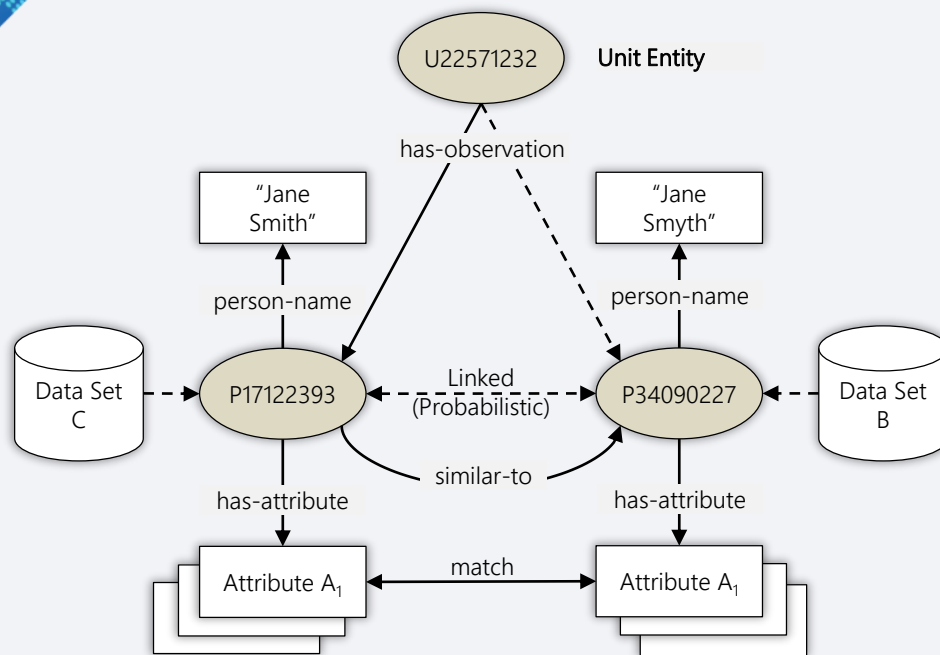 U22571232
Unit Entity
has-observation
“Jane
Smith”
“Jane
Smyth”
person-name
person-name
Data Set
C
P17122393
Linked
(Probabilistic)
P34090227
Data Set
B
similar-to
has-attribute
has-attribute
Attribute A₁
match
Attribute A₁